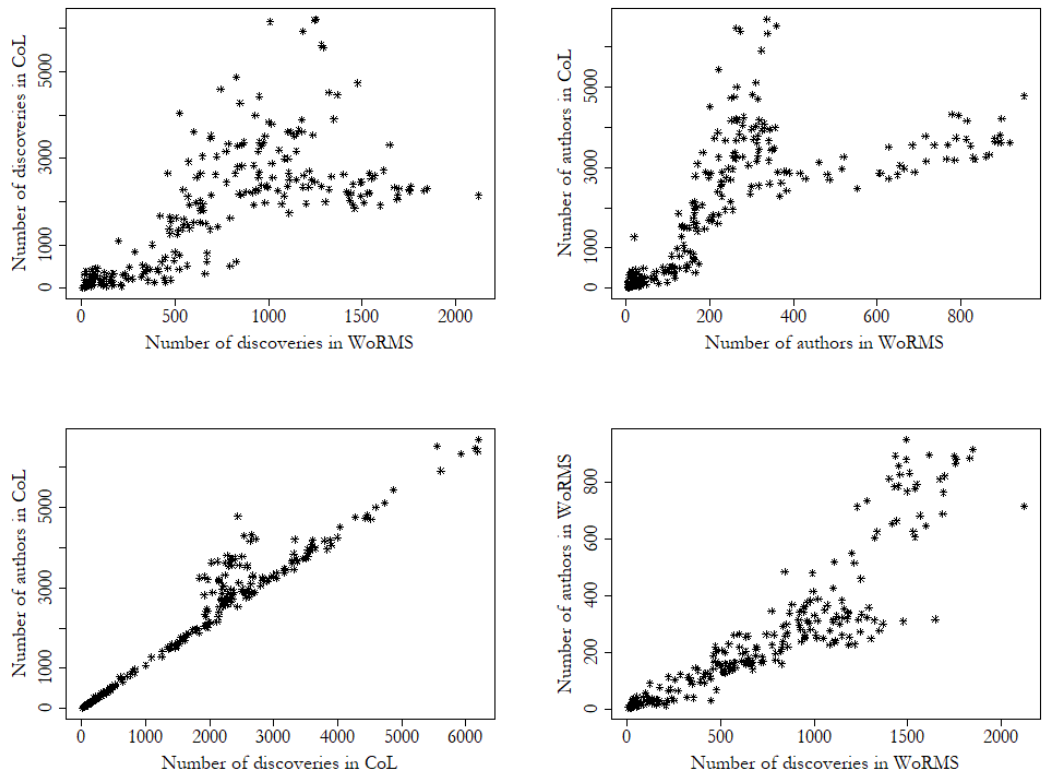 Number of discoveries in CoL
0 1000 3000 5000
0 500 1000 1500 2000
Number of discoveries in WoRMS
Number of authors in CoL
0 1000 3000 5000
0 200 400 600 800
Number of authors in WoRMS
Number of authors in CoL
0 1000 3000 5000
0 1000 2000 3000 4000 5000 6000
Number of discoveries in CoL
Number of authors in WoRMS
0 200 400 600 800
0 500 1000 1500 2000
Number of discoveries in WoRMS